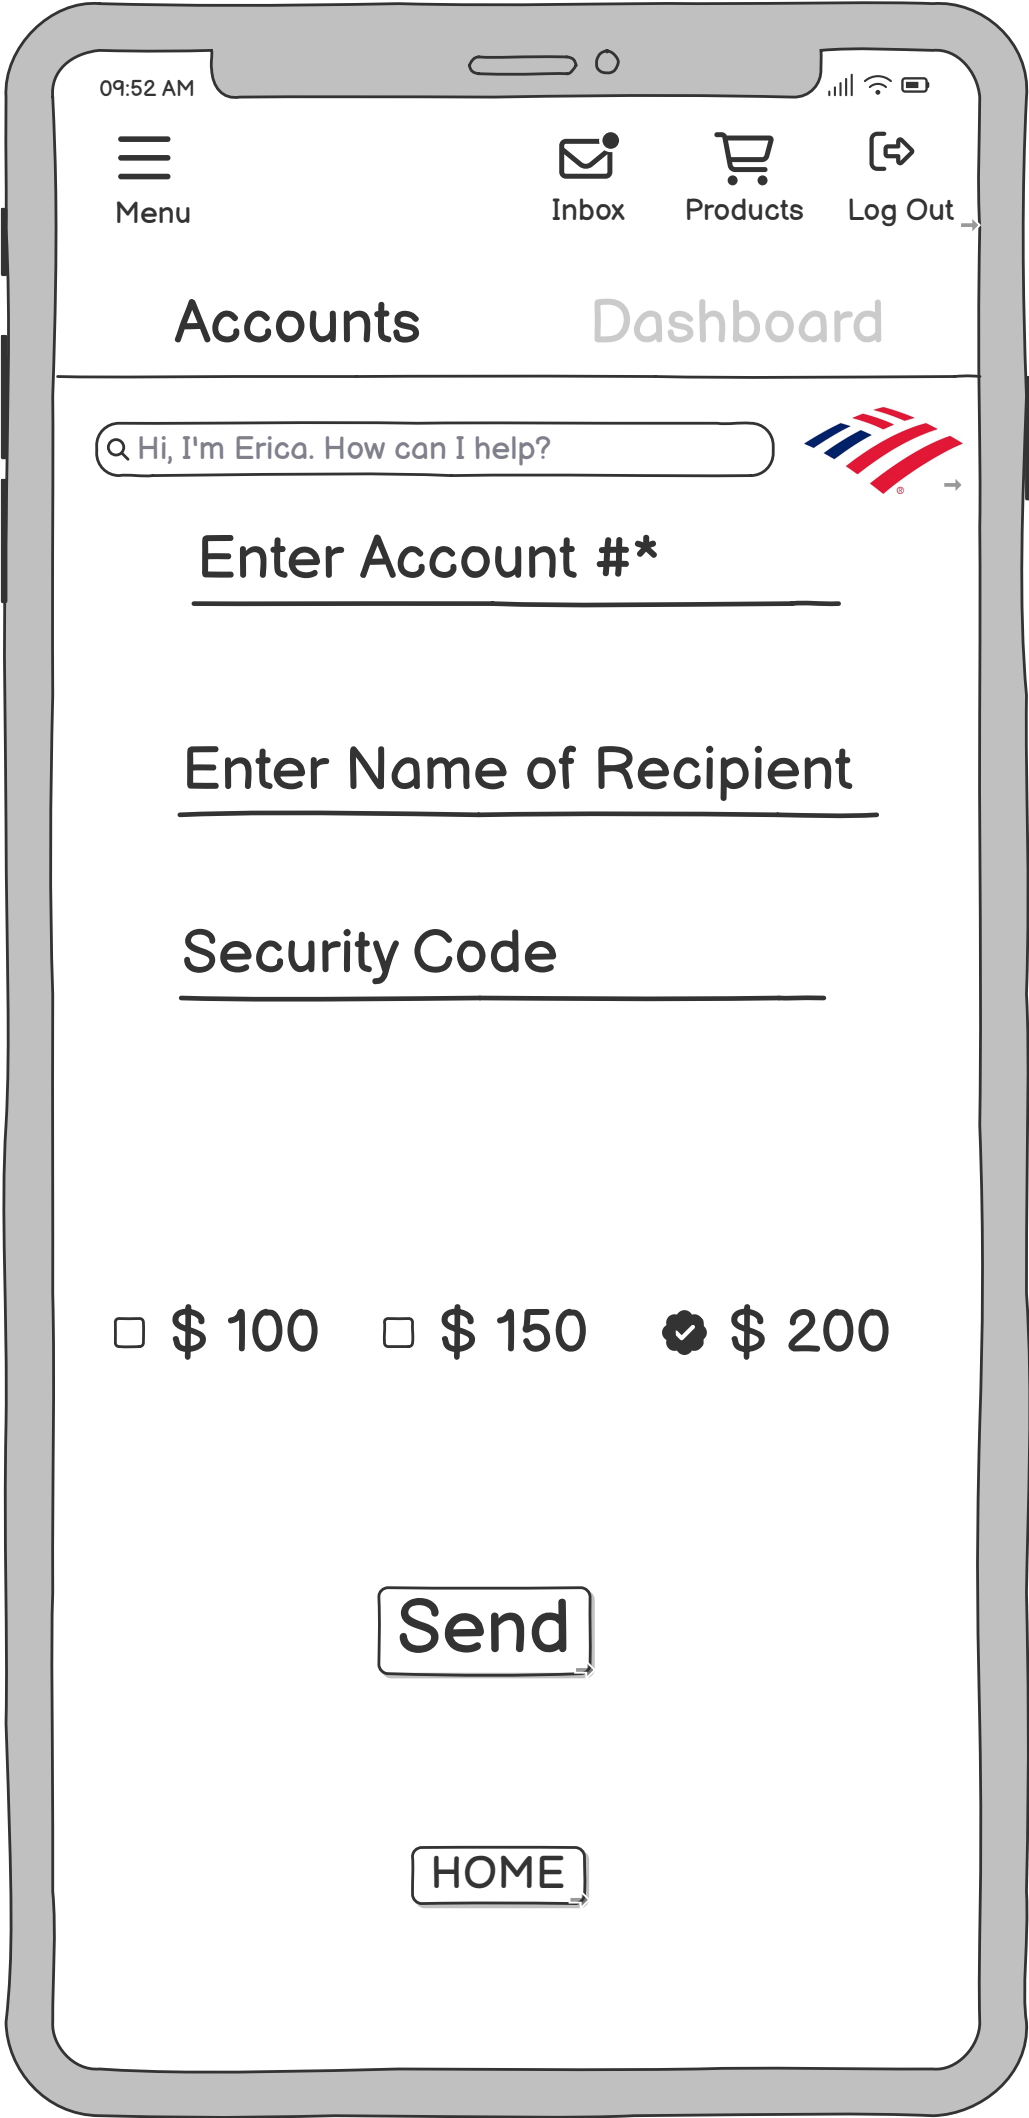 09:52 AM
Menu
Inbox
Products
Log Out
Accounts
Dashboard
Hi, I'm Erica. How can I help?
®
Enter Account #*
Enter Name of Recipient
Security Code
$ 100
$ 150
$ 200
Send
HOME